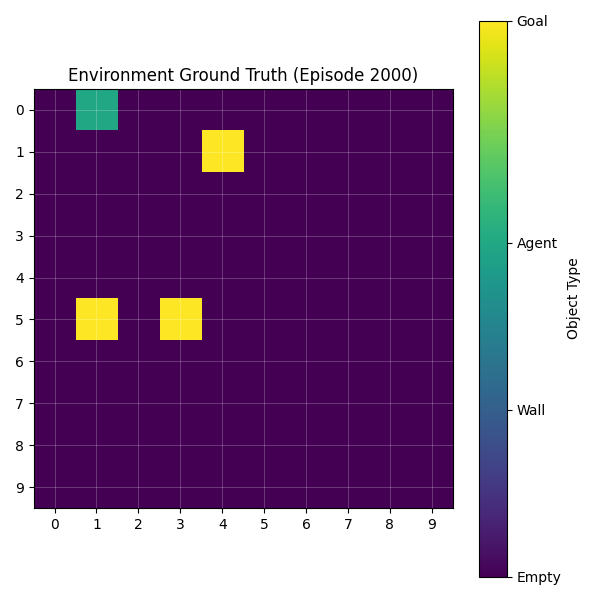 Environment Ground Truth (Episode 2000)
0
1
2
3
4
5
6
7
8
9
0 1 2 3 4 5 6 7 8 9
Goal
Agent
Wall
Empty
Object Type